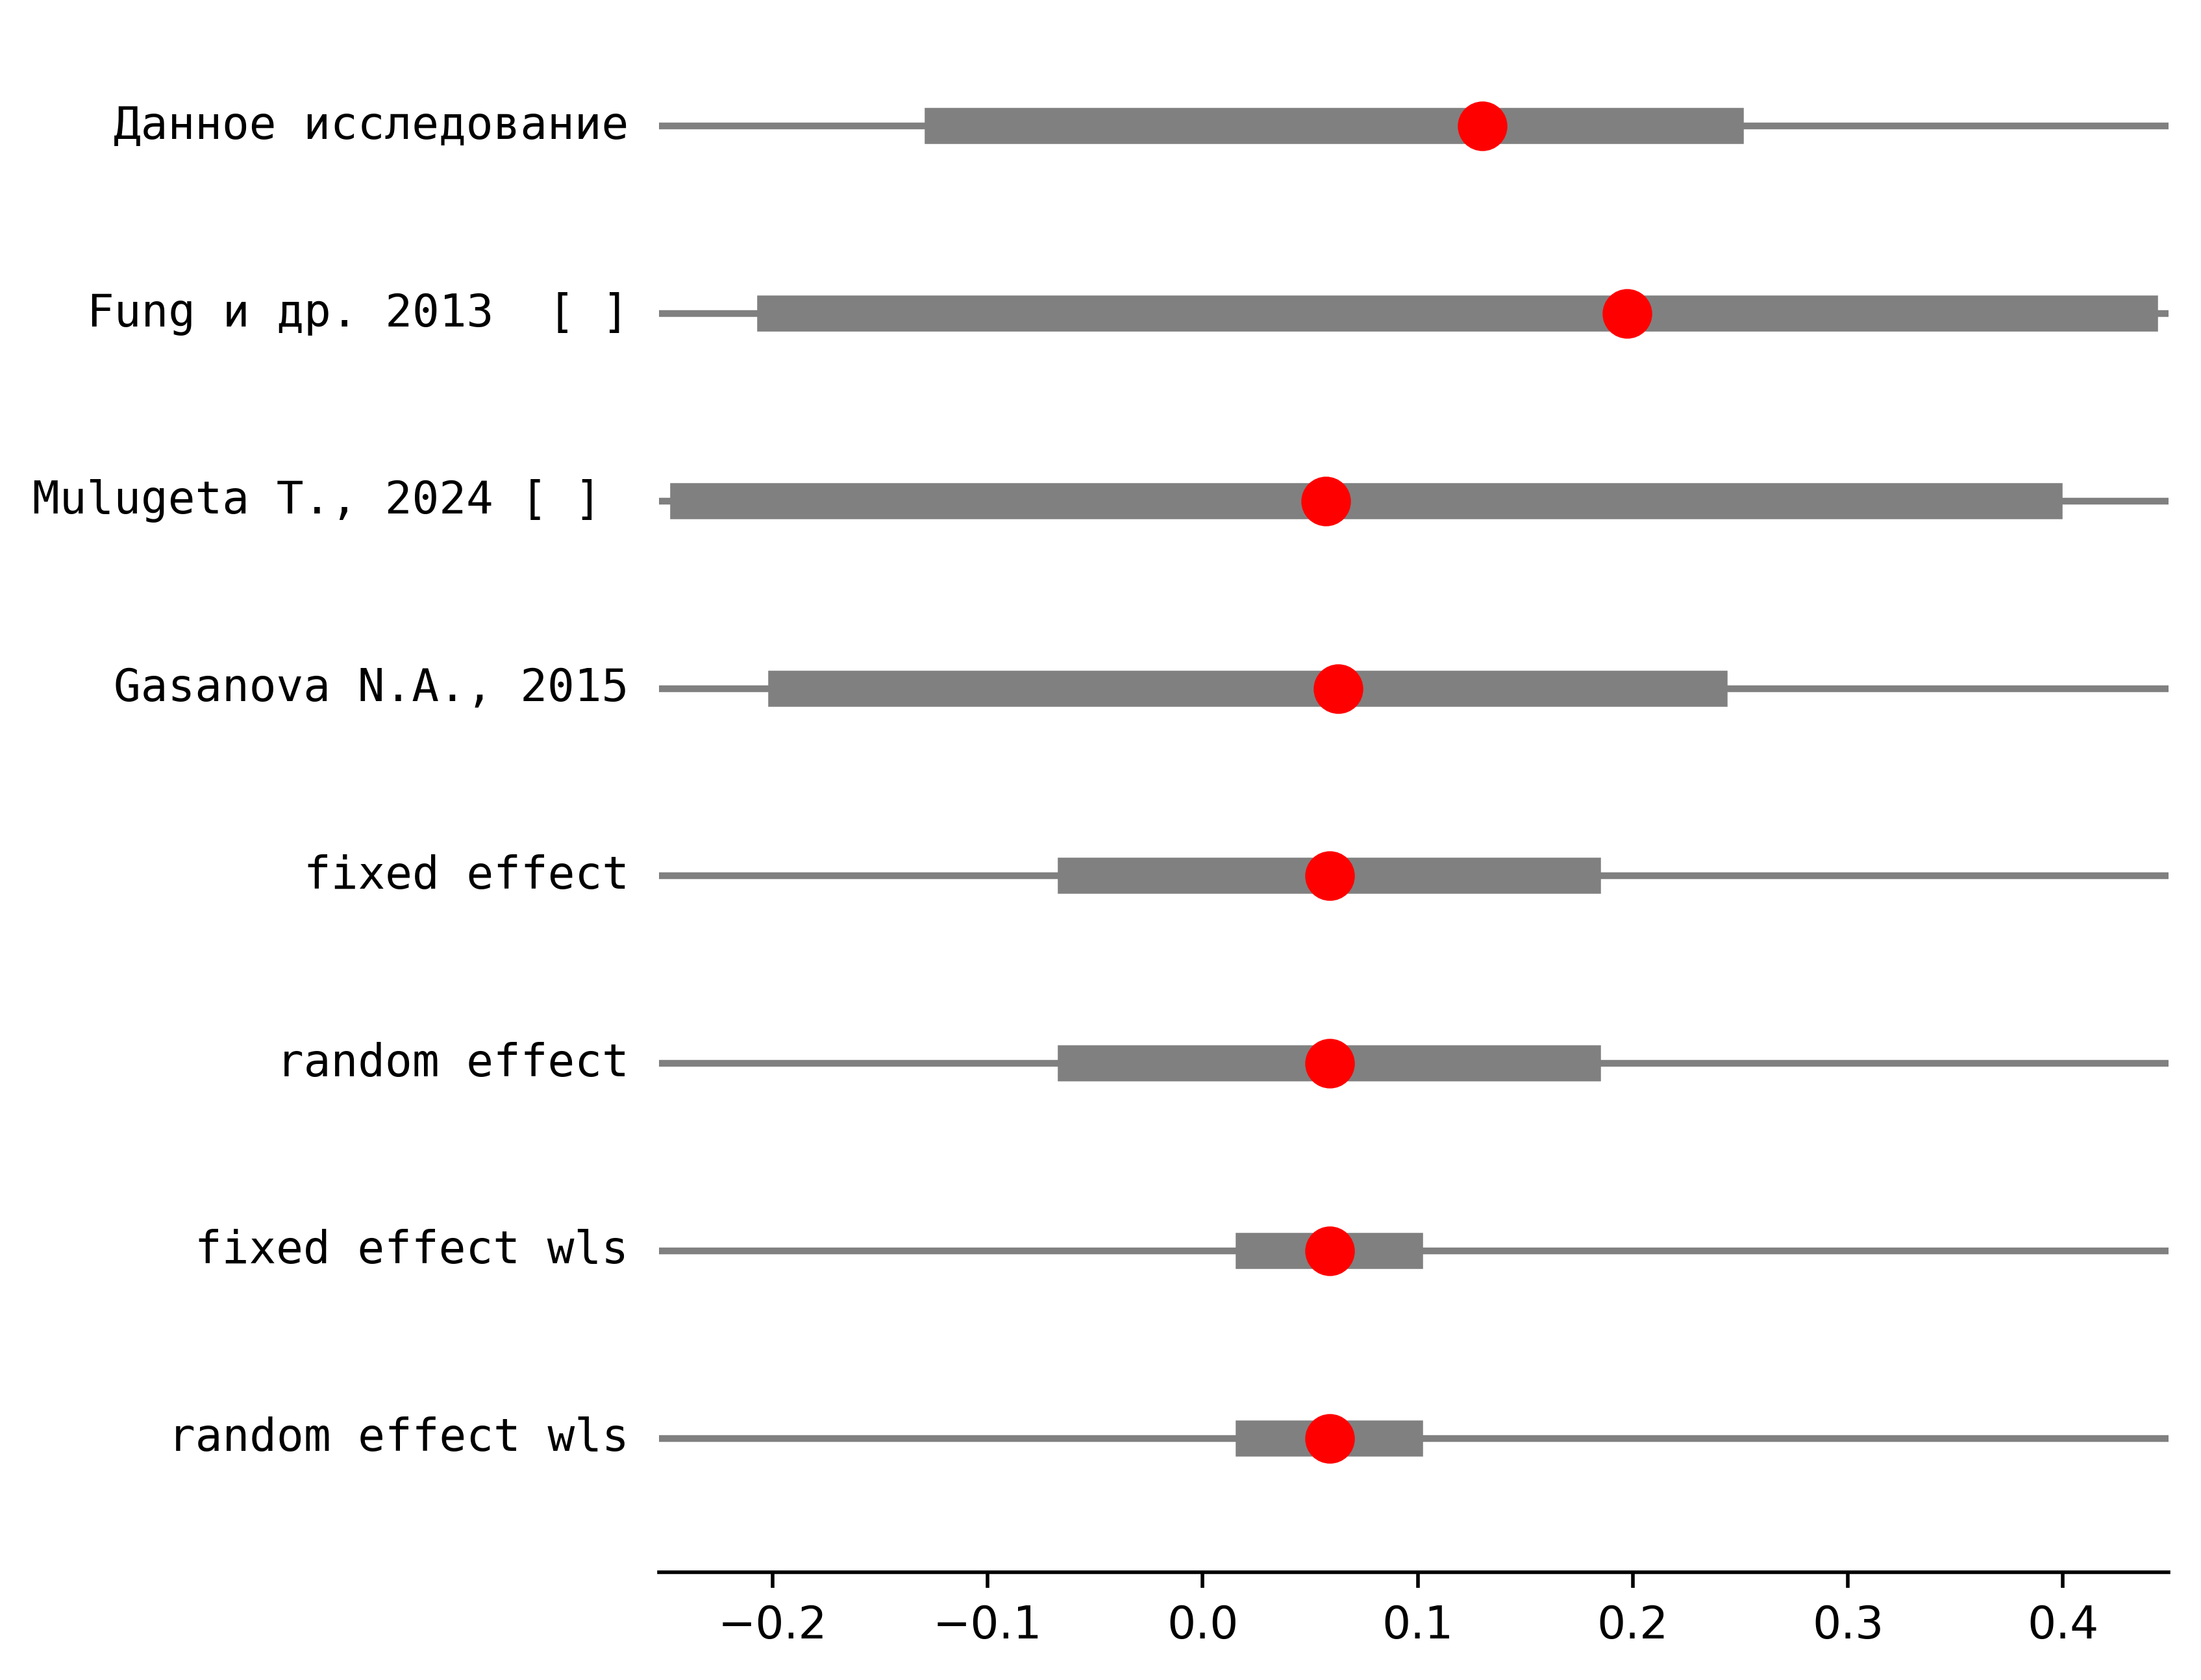 Данное исследование
Fung и др. 2013 [ ]
Mulugeta T., 2024 [ ]
Gasanova N.A., 2015
fixed effect
random effect
fixed effect wls
random effect wls
−0.2 −0.1 0.0 0.1 0.2 0.3 0.4